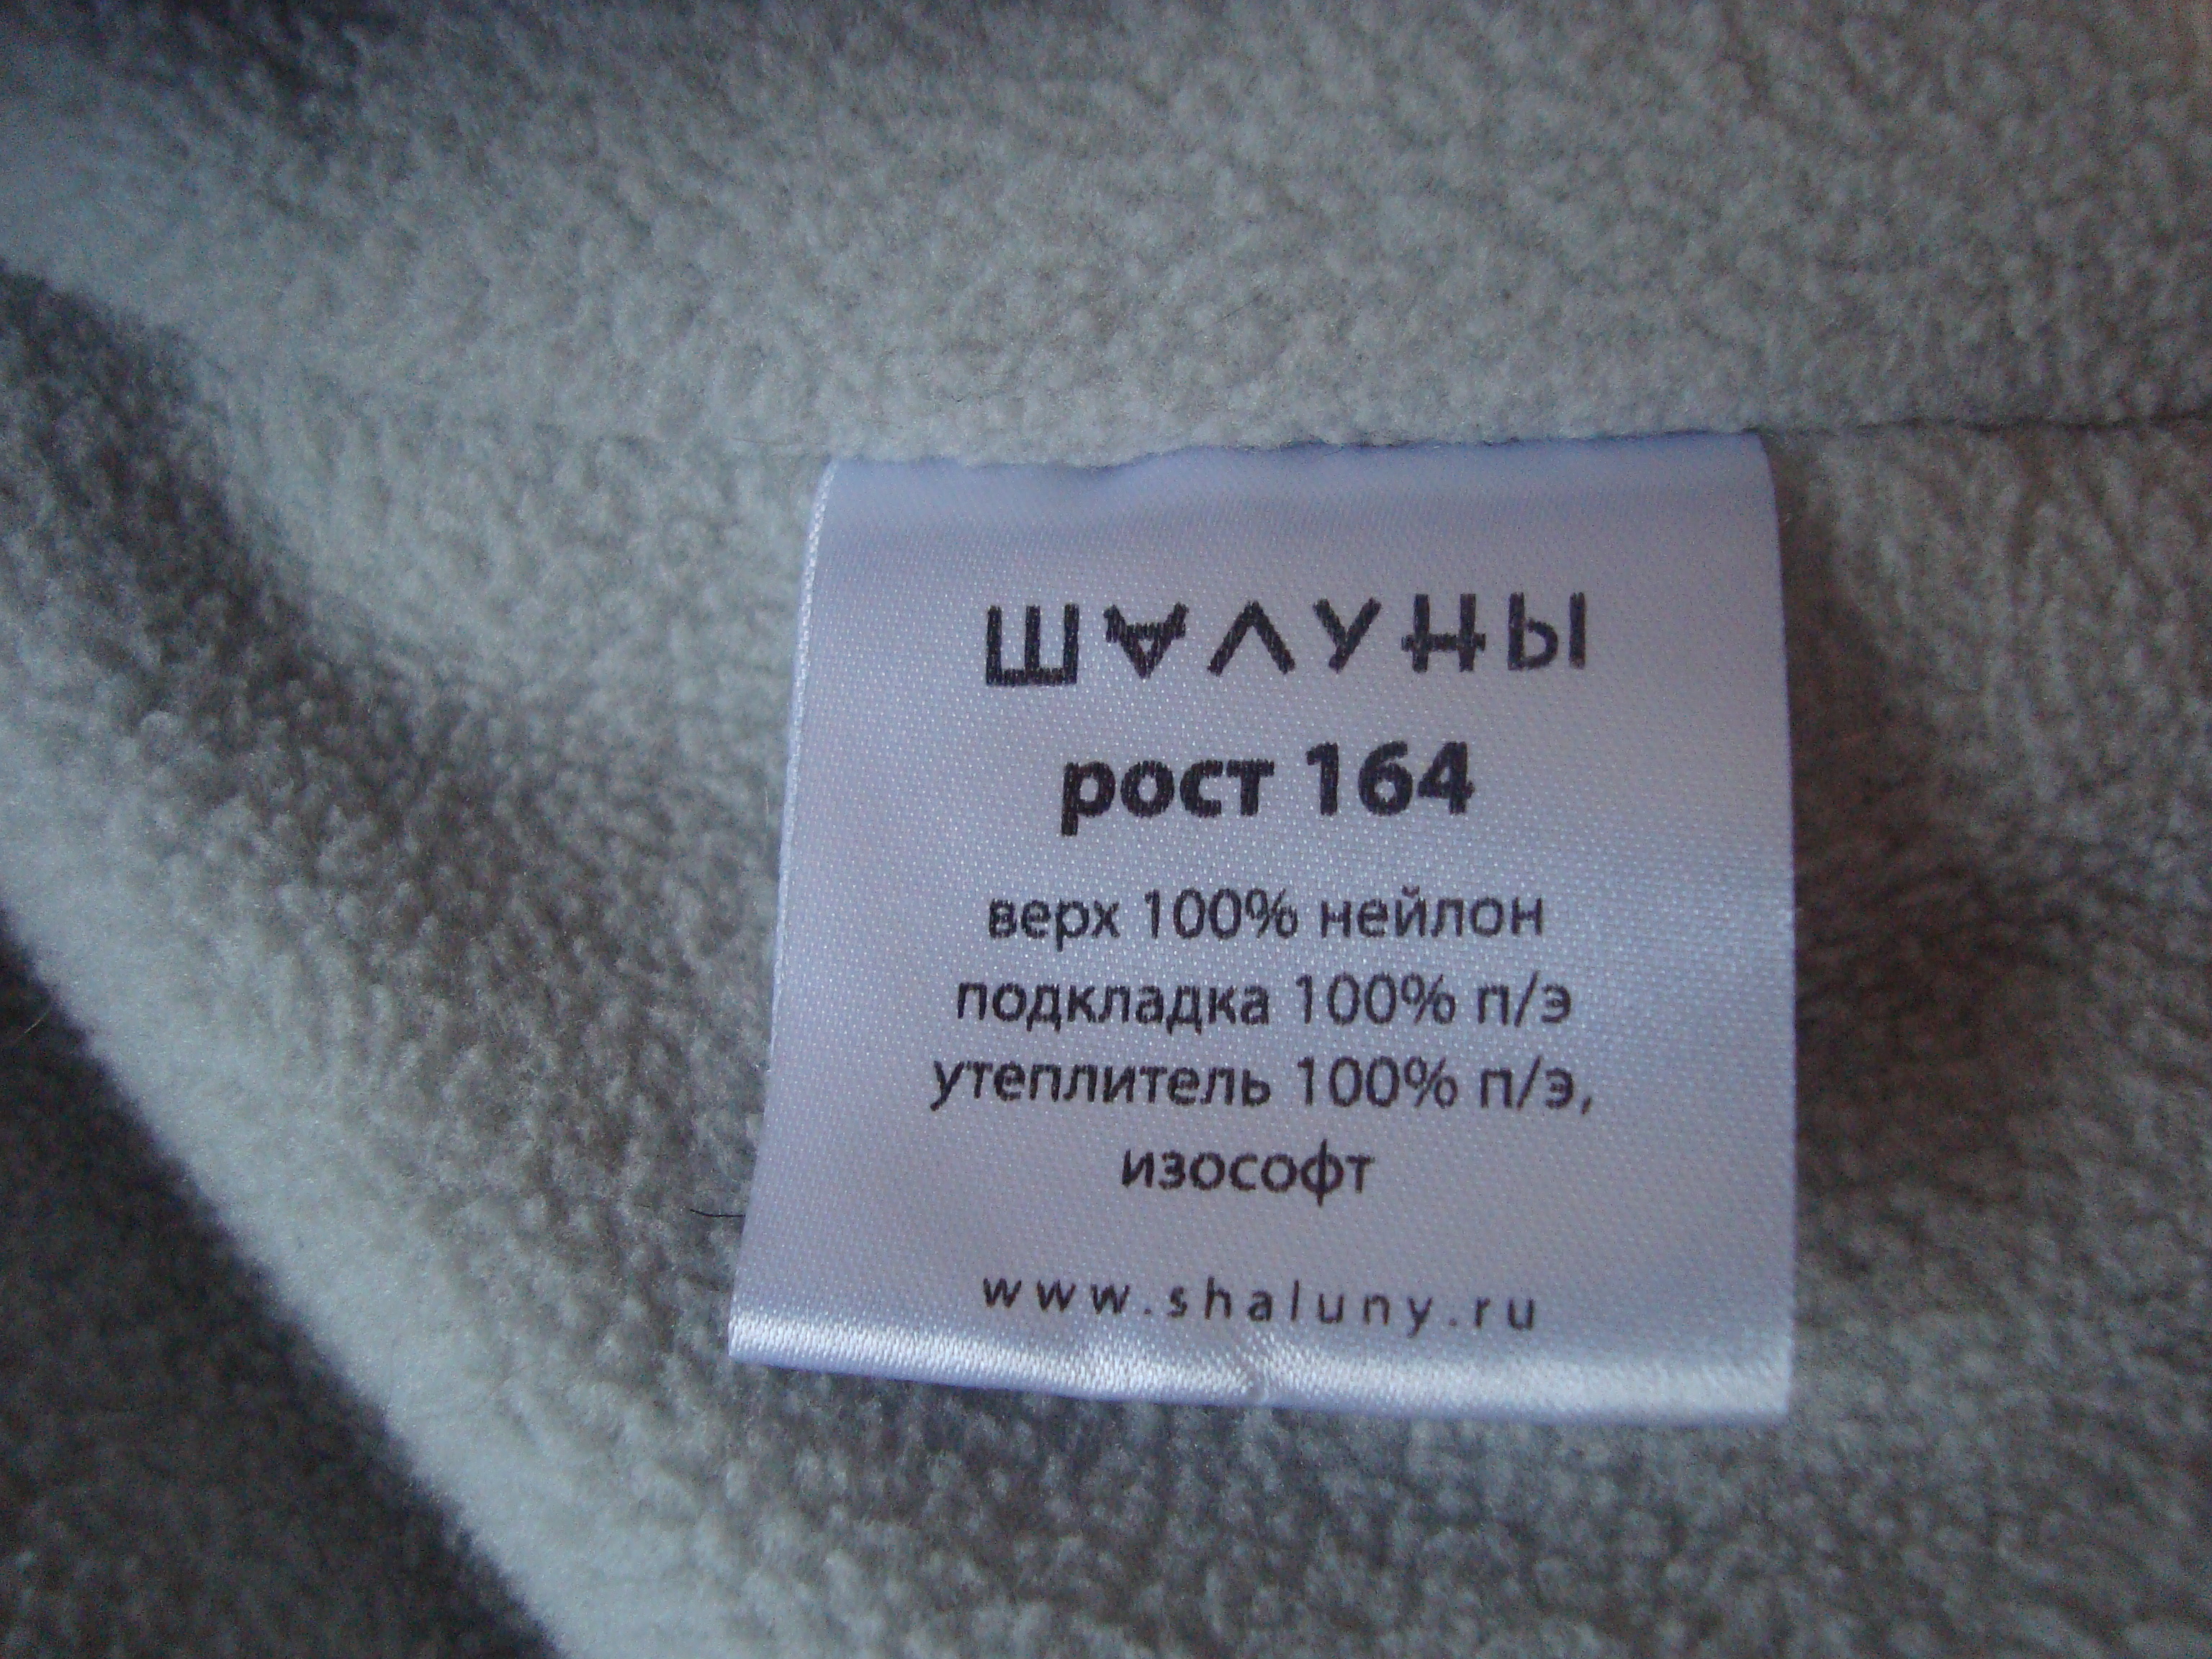 ШАЛУНЫ
рост 164
верх 100% нейлон
подкладка 100% п/э
утеплитель 100% п/э,
изософт
www.shaluny.ru